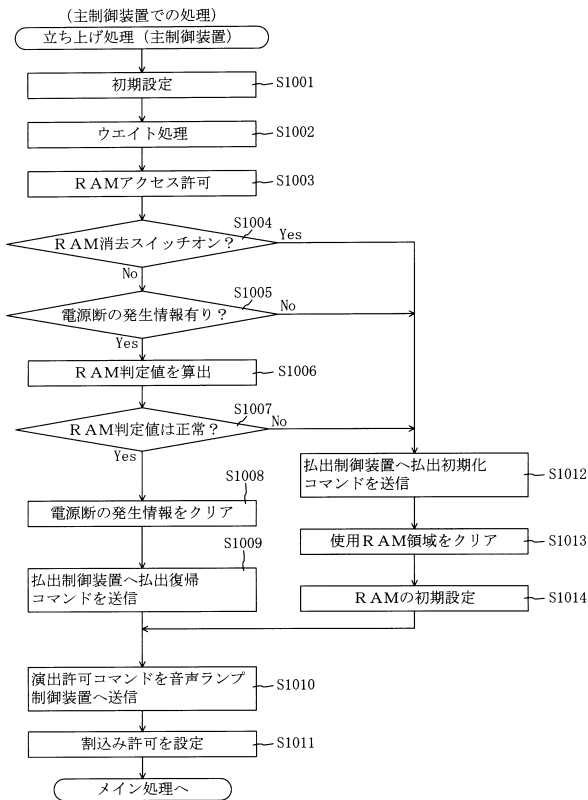 (主制御装置での処理)
立ち上げ処理(主制御装置)
初期設定
S1001
ウエイト処理
S1002
RAMアクセス許可
S1003
S1004
RAM消去スイッチオン?
Yes
No
S1005
電源断の発生情報有り?
No
Yes
RAM判定値を算出
S1006
S1007
RAM判定値は正常?
No
Yes
S1008
電源断の発生情報をクリア
S1009
払出制御装置へ払出復帰
コマンドを送信
払出制御装置へ払出初期化
コマンドを送信
S1012
使用RAM領域をクリア
S1013
RAMの初期設定
S1014
演出許可コマンドを音声ランプ
制御装置へ送信
S1010
割込み許可を設定
S1011
メイン処理へ